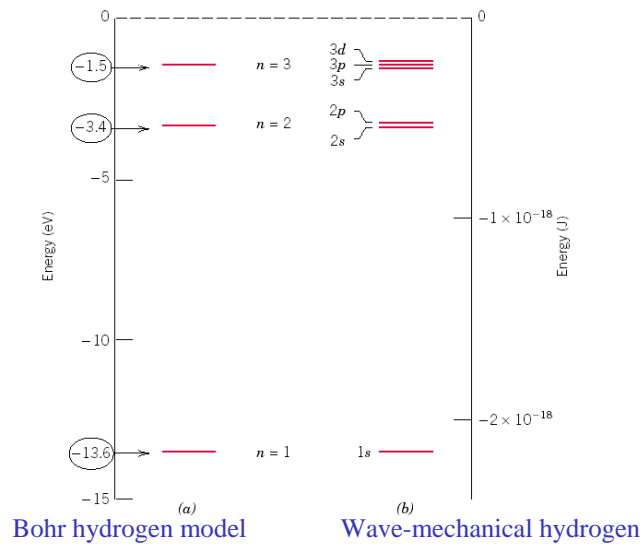 0 0
3d
-1.5 n = 3 3p
3s
2p
-3.4 n = 2
2s
-5
-1 × 10⁻¹⁸
Energy (eV)
Energy (J)
-10
-2 × 10⁻¹⁸
-13.6 n = 1 1s
-15
(a) (b)
Bohr hydrogen model Wave-mechanical hydrogen